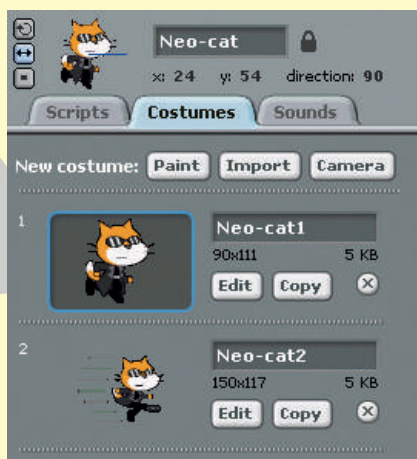 Neo-cat
x: 24 y: 54 direction: 90
Scripts Costumes Sounds
New costume: Paint Import Camera
1
Neo-cat1
90x111 5 KB
Edit Copy
2
Neo-cat2
150x117 5 KB
Edit Copy